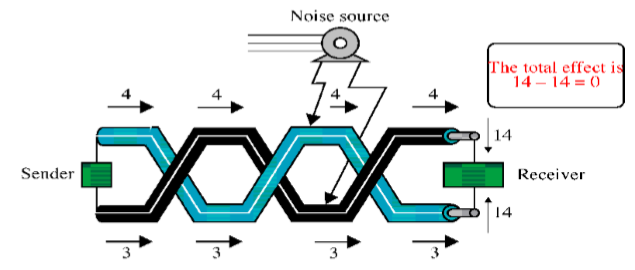 Noise source
The total effect is
14 – 14 = 0
4 4 4 4
14
Sender
Receiver
14
3 3 3 3